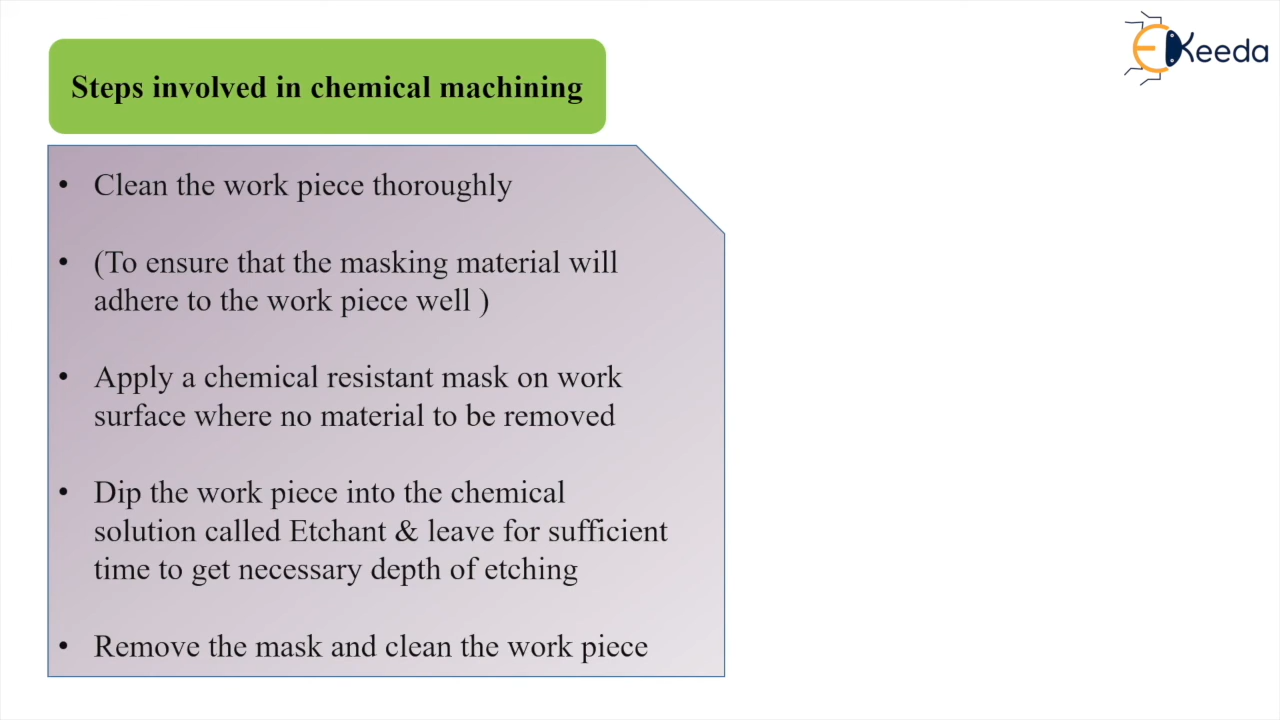 EKeeda
Steps involved in chemical machining
• Clean the work piece thoroughly
• (To ensure that the masking material will
adhere to the work piece well )
• Apply a chemical resistant mask on work
surface where no material to be removed
• Dip the work piece into the chemical
solution called Etchant & leave for sufficient
time to get necessary depth of etching
• Remove the mask and clean the work piece